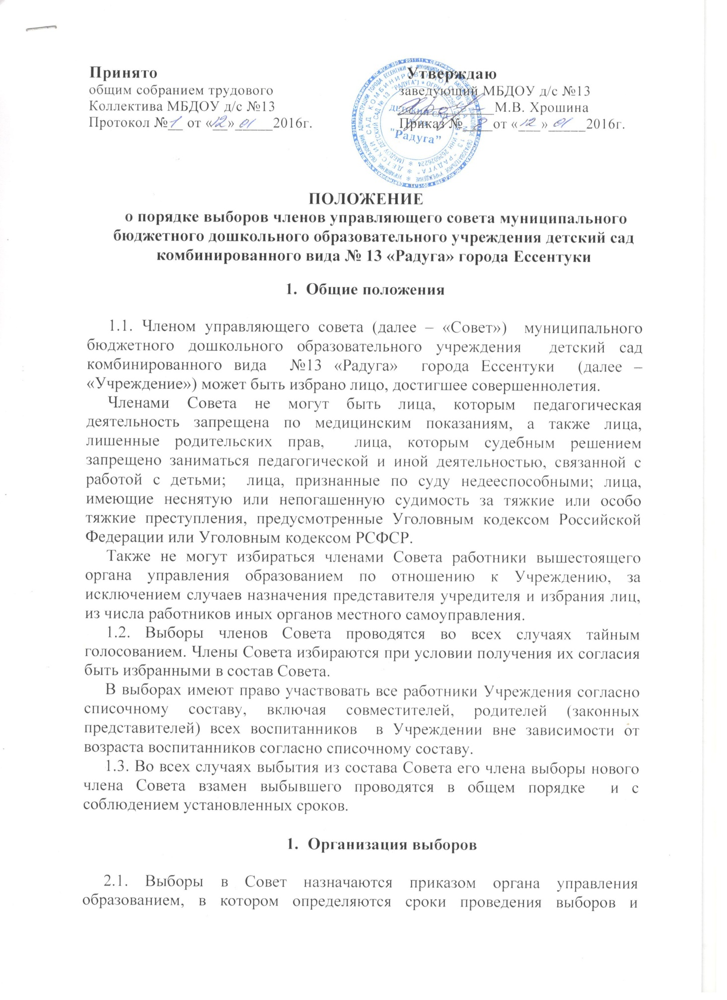 Принято
общим собранием трудового
Коллектива МБДОУ д/с №13
Протокол №1 от «12» 01 2016г.
Утверждаю
заведующий МБДОУ д/с №13
М.В. Хрошина
Приказ № 8 от «12» 01 2016г.
ДЕТСКИЙ САД
"Радуга"
ПОЛОЖЕНИЕ
о порядке выборов членов управляющего совета муниципального
бюджетного дошкольного образовательного учреждения детский сад
комбинированного вида № 13 «Радуга» города Ессентуки
1. Общие положения
1.1. Членом управляющего совета (далее – «Совет») муниципального
бюджетного дошкольного образовательного учреждения детский сад
комбинированного вида №13 «Радуга» города Ессентуки (далее –
«Учреждение») может быть избрано лицо, достигшее совершеннолетия.
Членами Совета не могут быть лица, которым педагогическая
деятельность запрещена по медицинским показаниям, а также лица,
лишенные родительских прав, лица, которым судебным решением
запрещено заниматься педагогической и иной деятельностью, связанной с
работой с детьми; лица, признанные по суду недееспособными; лица,
имеющие неснятую или непогашенную судимость за тяжкие или особо
тяжкие преступления, предусмотренные Уголовным кодексом Российской
Федерации или Уголовным кодексом РСФСР.
Также не могут избираться членами Совета работники вышестоящего
органа управления образованием по отношению к Учреждению, за
исключением случаев назначения представителя учредителя и избрания лиц,
из числа работников иных органов местного самоуправления.
1.2. Выборы членов Совета проводятся во всех случаях тайным
голосованием. Члены Совета избираются при условии получения их согласия
быть избранными в состав Совета.
В выборах имеют право участвовать все работники Учреждения согласно
списочному составу, включая совместителей, родителей (законных
представителей) всех воспитанников в Учреждении вне зависимости от
возраста воспитанников согласно списочному составу.
1.3. Во всех случаях выбытия из состава Совета его члена выборы нового
члена Совета взамен выбывшего проводятся в общем порядке и с
соблюдением установленных сроков.
1. Организация выборов
2.1. Выборы в Совет назначаются приказом органа управления
образованием, в котором определяются сроки проведения выборов и